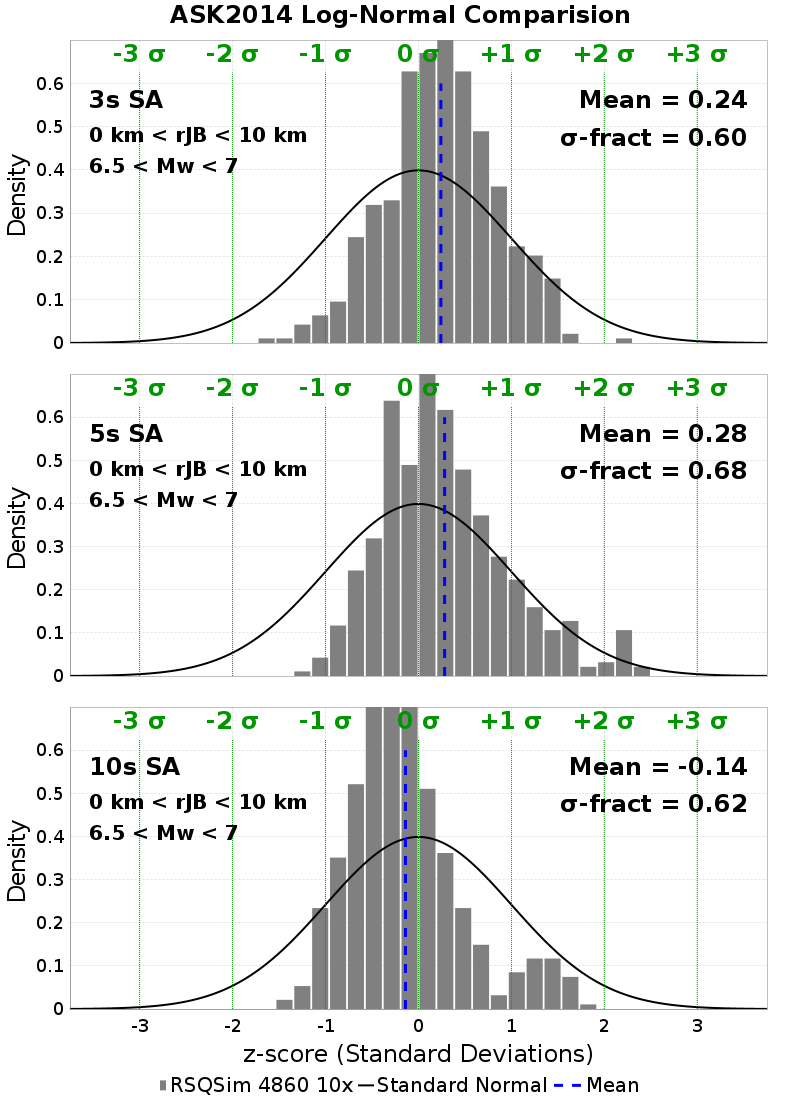 ASK2014 Log-Normal Comparision
-3 σ -2 σ -1 σ 0 σ +1 σ +2 σ +3 σ
3s SA
Mean = 0.24
0 km < rJB < 10 km
σ-fract = 0.60
6.5 < Mw < 7
Density
0.6
0.5
0.4
0.3
0.2
0.1
0
-3 σ -2 σ -1 σ 0 σ +1 σ +2 σ +3 σ
5s SA
Mean = 0.28
0 km < rJB < 10 km
σ-fract = 0.68
6.5 < Mw < 7
Density
0.6
0.5
0.4
0.3
0.2
0.1
0
-3 σ -2 σ -1 σ 0 σ +1 σ +2 σ +3 σ
10s SA
Mean = -0.14
0 km < rJB < 10 km
σ-fract = 0.62
6.5 < Mw < 7
Density
0.6
0.5
0.4
0.3
0.2
0.1
0
-3 -2 -1 0 1 2 3
z-score (Standard Deviations)
RSQSim 4860 10x Standard Normal Mean